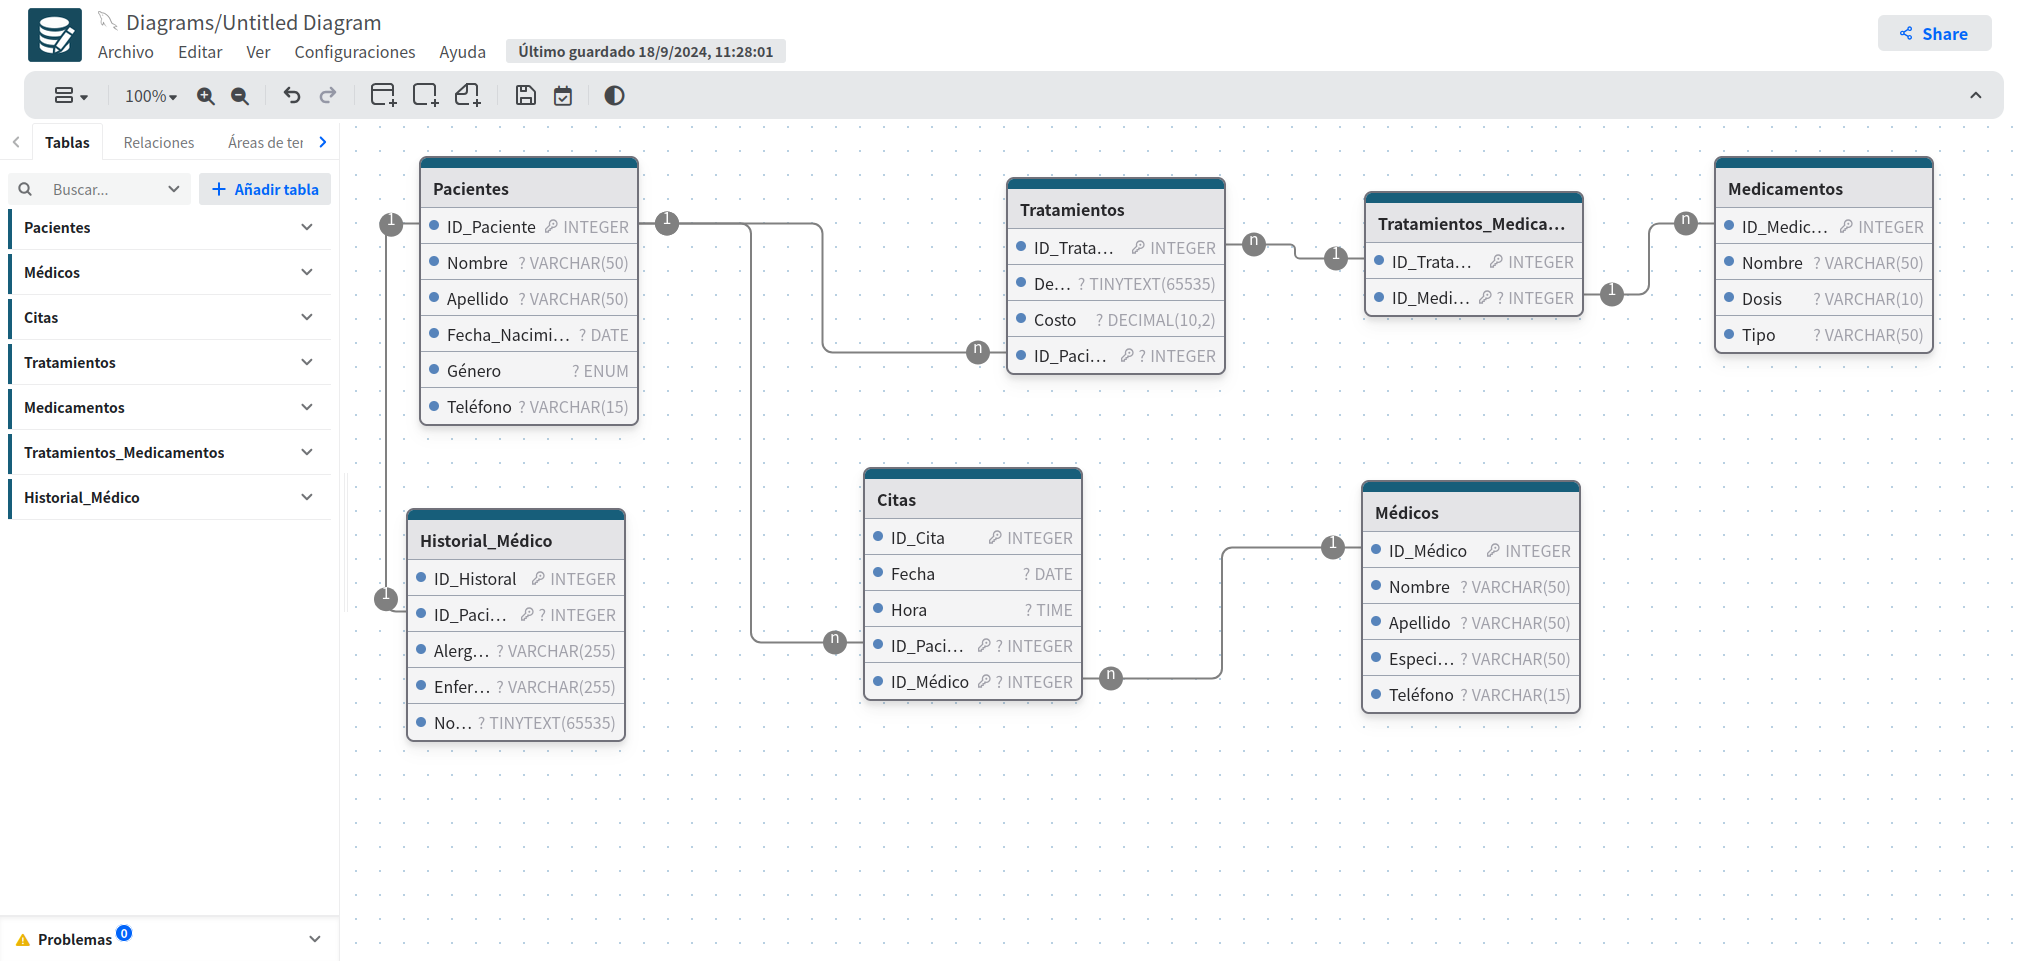 Diagrams/Untitled Diagram
Archivo Editar Ver Configuraciones Ayuda Último guardado 18/9/2024, 11:28:01
Share
100%
Tablas Relaciones Áreas de ter
Buscar...
Añadir tabla
Pacientes
Médicos
Citas
Tratamientos
Medicamentos
Tratamientos_Medicamentos
Historial_Médico
Problemas 0
Pacientes
ID_Paciente INTEGER
Nombre ? VARCHAR(50)
Apellido ? VARCHAR(50)
Fecha_Nacimi... ? DATE
Género ? ENUM
Teléfono ? VARCHAR(15)
1
1
1
Historial_Médico
ID_Historal INTEGER
ID_Paci... ? INTEGER
Alerg... ? VARCHAR(255)
Enfer... ? VARCHAR(255)
No... ? TINYTEXT(65535)
Tratamientos
ID_Trata... INTEGER
De... ? TINYTEXT(65535)
Costo ? DECIMAL(10,2)
ID_Paci... ? INTEGER
n
n
1
Tratamientos_Medica...
ID_Trata... INTEGER
ID_Medi... ? INTEGER
1
n
Medicamentos
ID_Medic... INTEGER
Nombre ? VARCHAR(50)
Dosis ? VARCHAR(10)
Tipo ? VARCHAR(50)
Citas
ID_Cita INTEGER
Fecha ? DATE
Hora ? TIME
ID_Paci... ? INTEGER
ID_Médico ? INTEGER
n
n
1
Médicos
ID_Médico INTEGER
Nombre ? VARCHAR(50)
Apellido ? VARCHAR(50)
Especi... ? VARCHAR(50)
Teléfono ? VARCHAR(15)